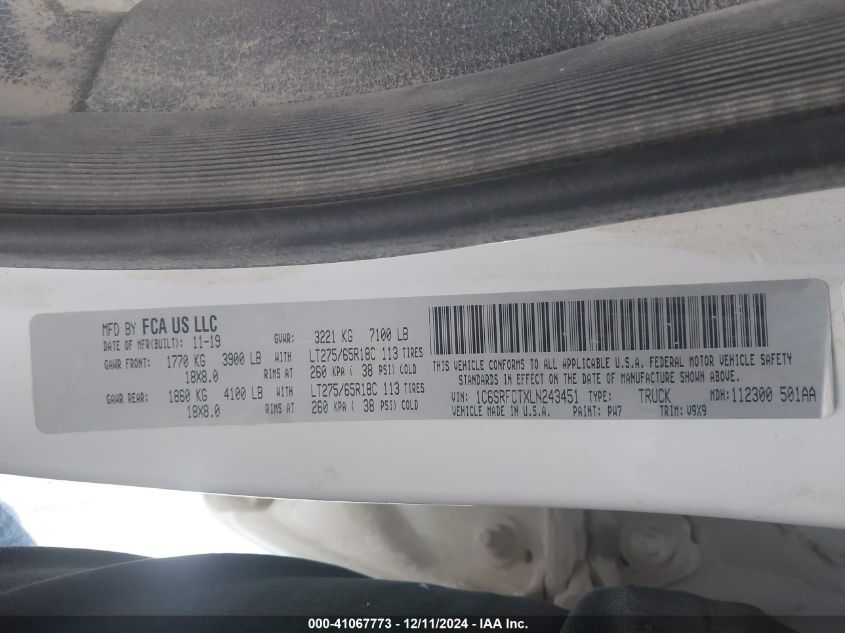 MFD BY FCA US LLC
DATE OF MFR(BUILT): 11-19 GVWR: 3221 KG 7100 LB
GAWR FRONT: 1770 KG 3900 LB WITH LT275/65R18C 113 TIRES
18X8.0 RIMS AT 260 KPA ( 38 PSI) COLD
GAWR REAR: 1860 KG 4100 LB WITH LT275/65R18C 113 TIRES
18X8.0 RIMS AT 260 KPA ( 38 PSI) COLD
THIS VEHICLE CONFORMS TO ALL APPLICABLE U.S.A. FEDERAL MOTOR VEHICLE SAFETY
STANDARDS IN EFFECT ON THE DATE OF MANUFACTURE SHOWN ABOVE.
VIN: 1C6SRFCTXLN243451 TYPE: TRUCK MDH: 112300 501AA
VEHICLE MADE IN U.S.A. PAINT: PW7 TRIM: V9X9
000-41067773 - 12/11/2024 - IAA Inc.